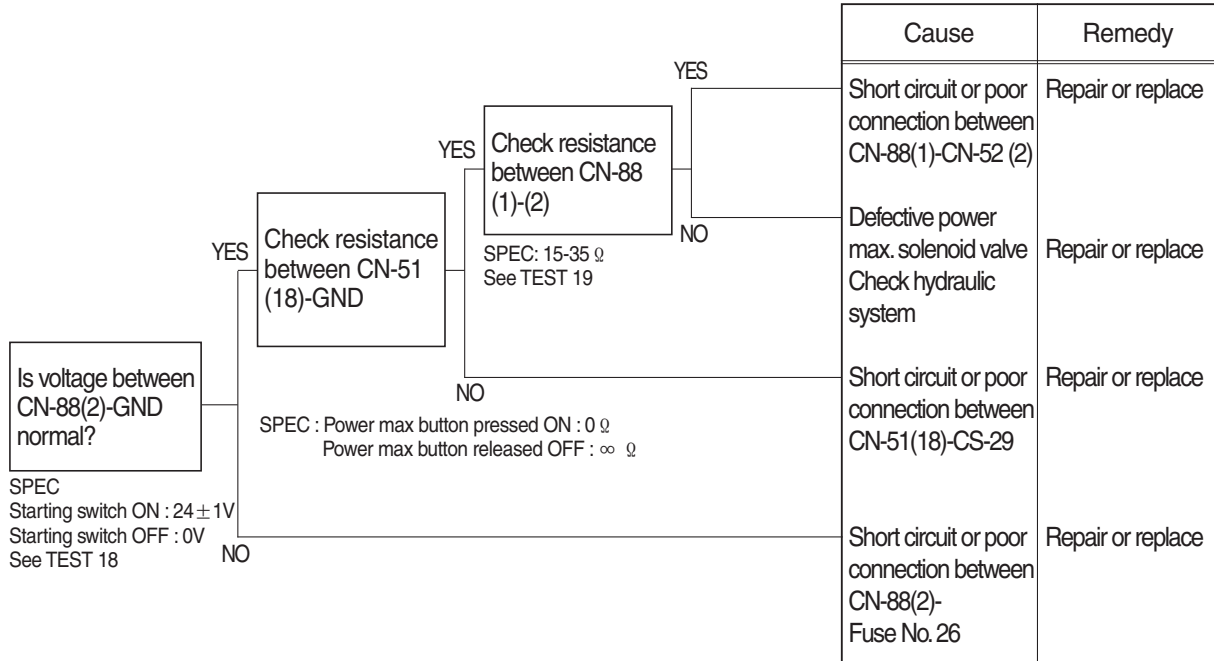 Cause
Remedy
YES
Short circuit or poor
connection between
CN-88(1)-CN-52 (2)
Repair or replace
YES
Check resistance
between CN-88
(1)-(2)
NO
SPEC: 15-35 Ω
See TEST 19
Defective power
max. solenoid valve
Check hydraulic
system
Repair or replace
YES
Check resistance
between CN-51
(18)-GND
NO
SPEC : Power max button pressed ON : 0 Ω
Power max button released OFF : ∞ Ω
Short circuit or poor
connection between
CN-51(18)-CS-29
Repair or replace
Is voltage between
CN-88(2)-GND
normal?
SPEC
Starting switch ON : 24±1V
Starting switch OFF : 0V
See TEST 18
NO
Short circuit or poor
connection between
CN-88(2)-
Fuse No. 26
Repair or replace